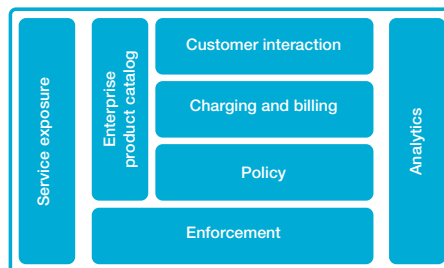 Service exposure
Enterprise
product catalog
Customer interaction
Charging and billing
Policy
Enforcement
Analytics